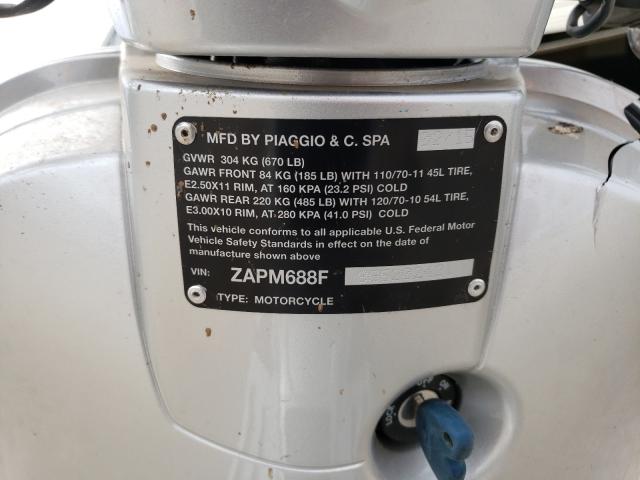 MFD BY PIAGGIO & C. SPA
GVWR 304 KG (670 LB)
GAWR FRONT 84 KG (185 LB) WITH 110/70-11 45L TIRE,
E2.50X11 RIM, AT 160 KPA (23.2 PSI) COLD
GAWR REAR 220 KG (485 LB) WITH 120/70-10 54L TIRE,
E3.00X10 RIM, AT 280 KPA (41.0 PSI) COLD
This vehicle conforms to all applicable U.S. Federal Motor
Vehicle Safety Standards in effect on the date of
manufacture shown above
VIN: ZAPM688F
TYPE: MOTORCYCLE
LOCK